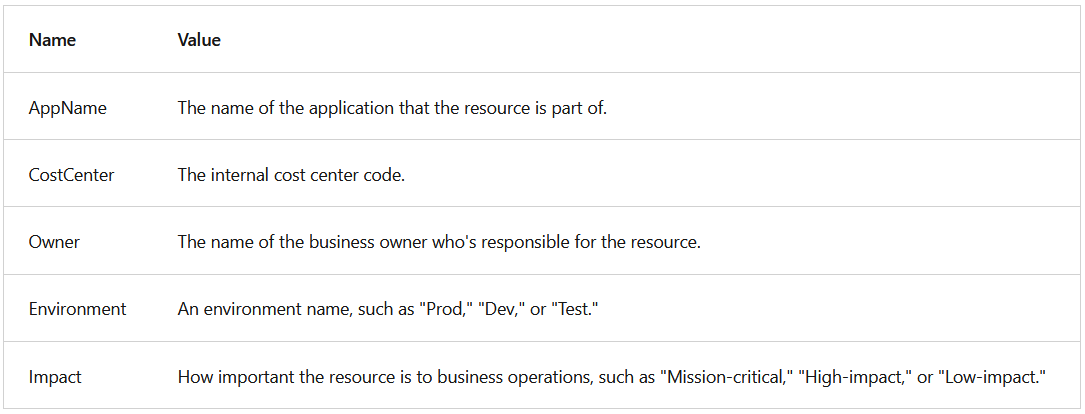 Name Value
AppName The name of the application that the resource is part of.
CostCenter The internal cost center code.
Owner The name of the business owner who's responsible for the resource.
Environment An environment name, such as "Prod," "Dev," or "Test."
Impact How important the resource is to business operations, such as "Mission-critical," "High-impact," or "Low-impact."